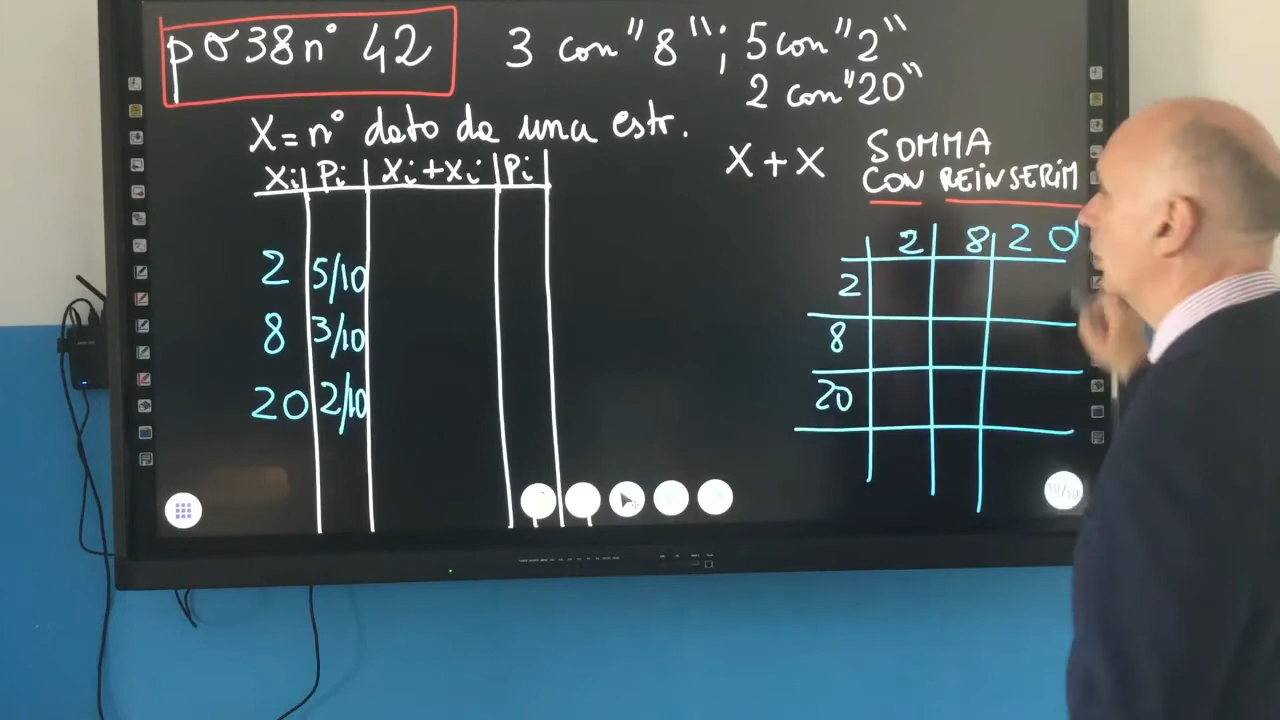 p σ 38 n° 42
3 con "8"; 5 con "2"
2 con "20"
X = n° dato da una estr.
X + X SOMMA
CON REINSERIM
Xi Pi Xi + Xi Pi
2 5/10
8 3/10
20 2/10
2 8 20
2
8
20